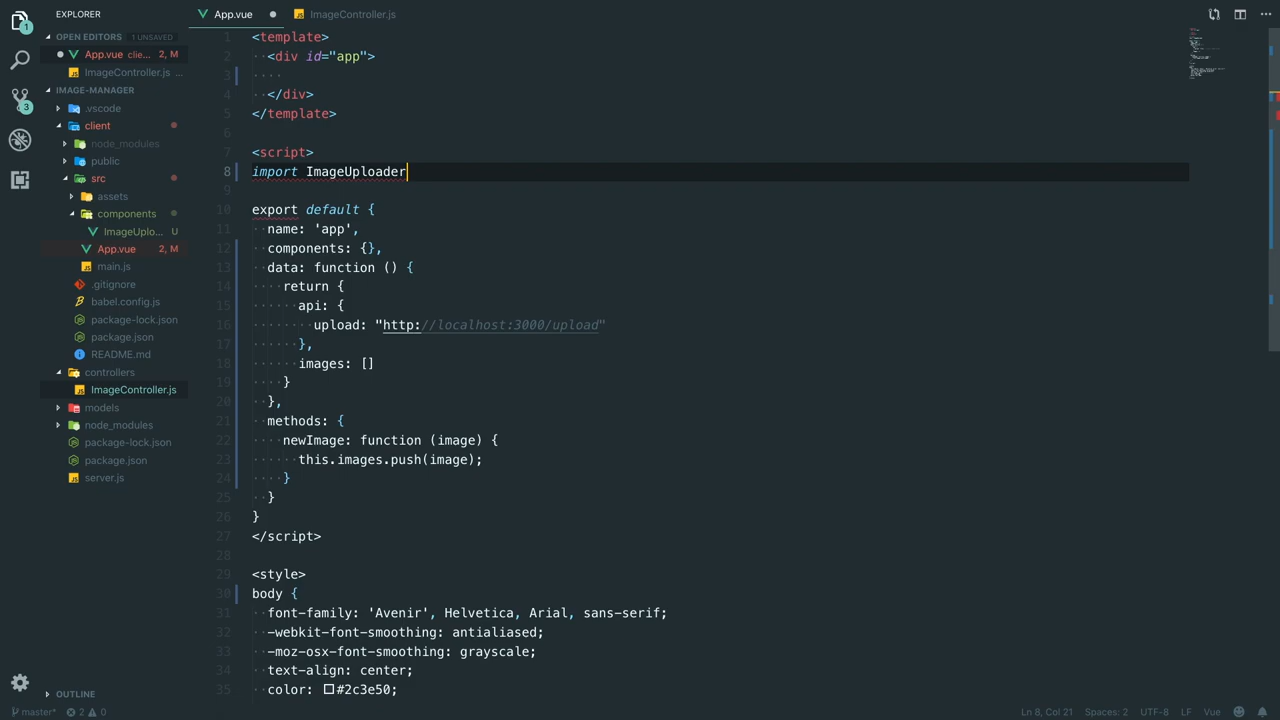 EXPLORER
App.vue
ImageController.js
1
OPEN EDITORS 1 UNSAVED
App.vue clie... 2, M
ImageController.js ...
IMAGE-MANAGER
.vscode
client
node_modules
public
src
assets
components
ImageUplo... U
App.vue 2, M
main.js
.gitignore
babel.config.js
package-lock.json
package.json
README.md
controllers
ImageController.js
models
node_modules
package-lock.json
package.json
server.js
OUTLINE
3
1 <template>
2 <div id="app">
3
4 </div>
5 </template>
6
7 <script>
8 import ImageUploader
9
10 export default {
11 name: 'app',
12 components: {},
13 data: function () {
14 return {
15 api: {
16 upload: "http://localhost:3000/upload"
17 },
18 images: []
19 }
20 },
21 methods: {
22 newImage: function (image) {
23 this.images.push(image);
24 }
25 }
26 }
27 </script>
28
29 <style>
30 body {
31 font-family: 'Avenir', Helvetica, Arial, sans-serif;
32 -webkit-font-smoothing: antialiased;
33 -moz-osx-font-smoothing: grayscale;
34 text-align: center;
35 color: #2c3e50;
master* 2 0
Ln 8, Col 21 Spaces: 2 UTF-8 LF Vue